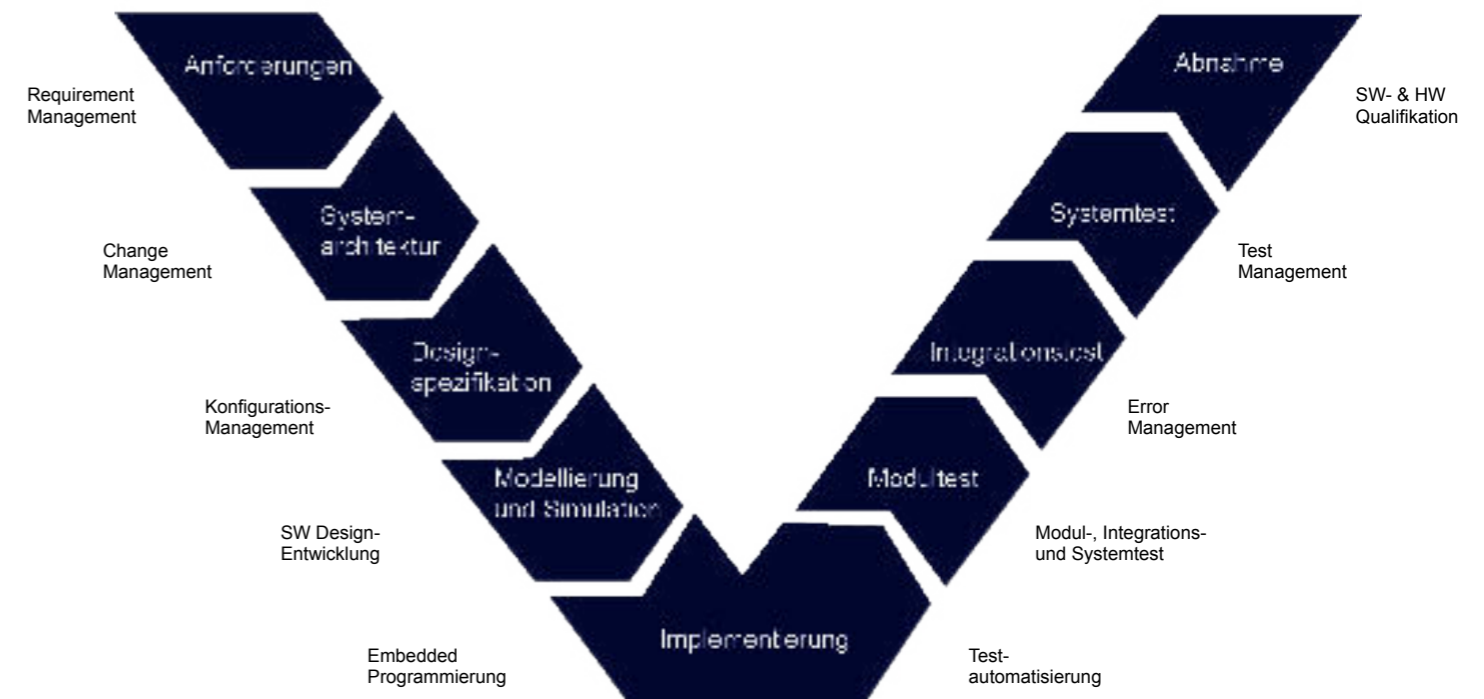 Anforderungen
Abnahme
Requirement
Management
SW- & HW
Qualifikation
System-
architektur
Systemtest
Change
Management
Test
Management
Design-
spezifikation
Integrationstest
Konfigurations-
Management
Error
Management
Modellierung
und Simulation
Modultest
SW Design-
Entwicklung
Modul-, Integrations-
und Systemtest
Implementierung
Embedded
Programmierung
Test-
automatisierung